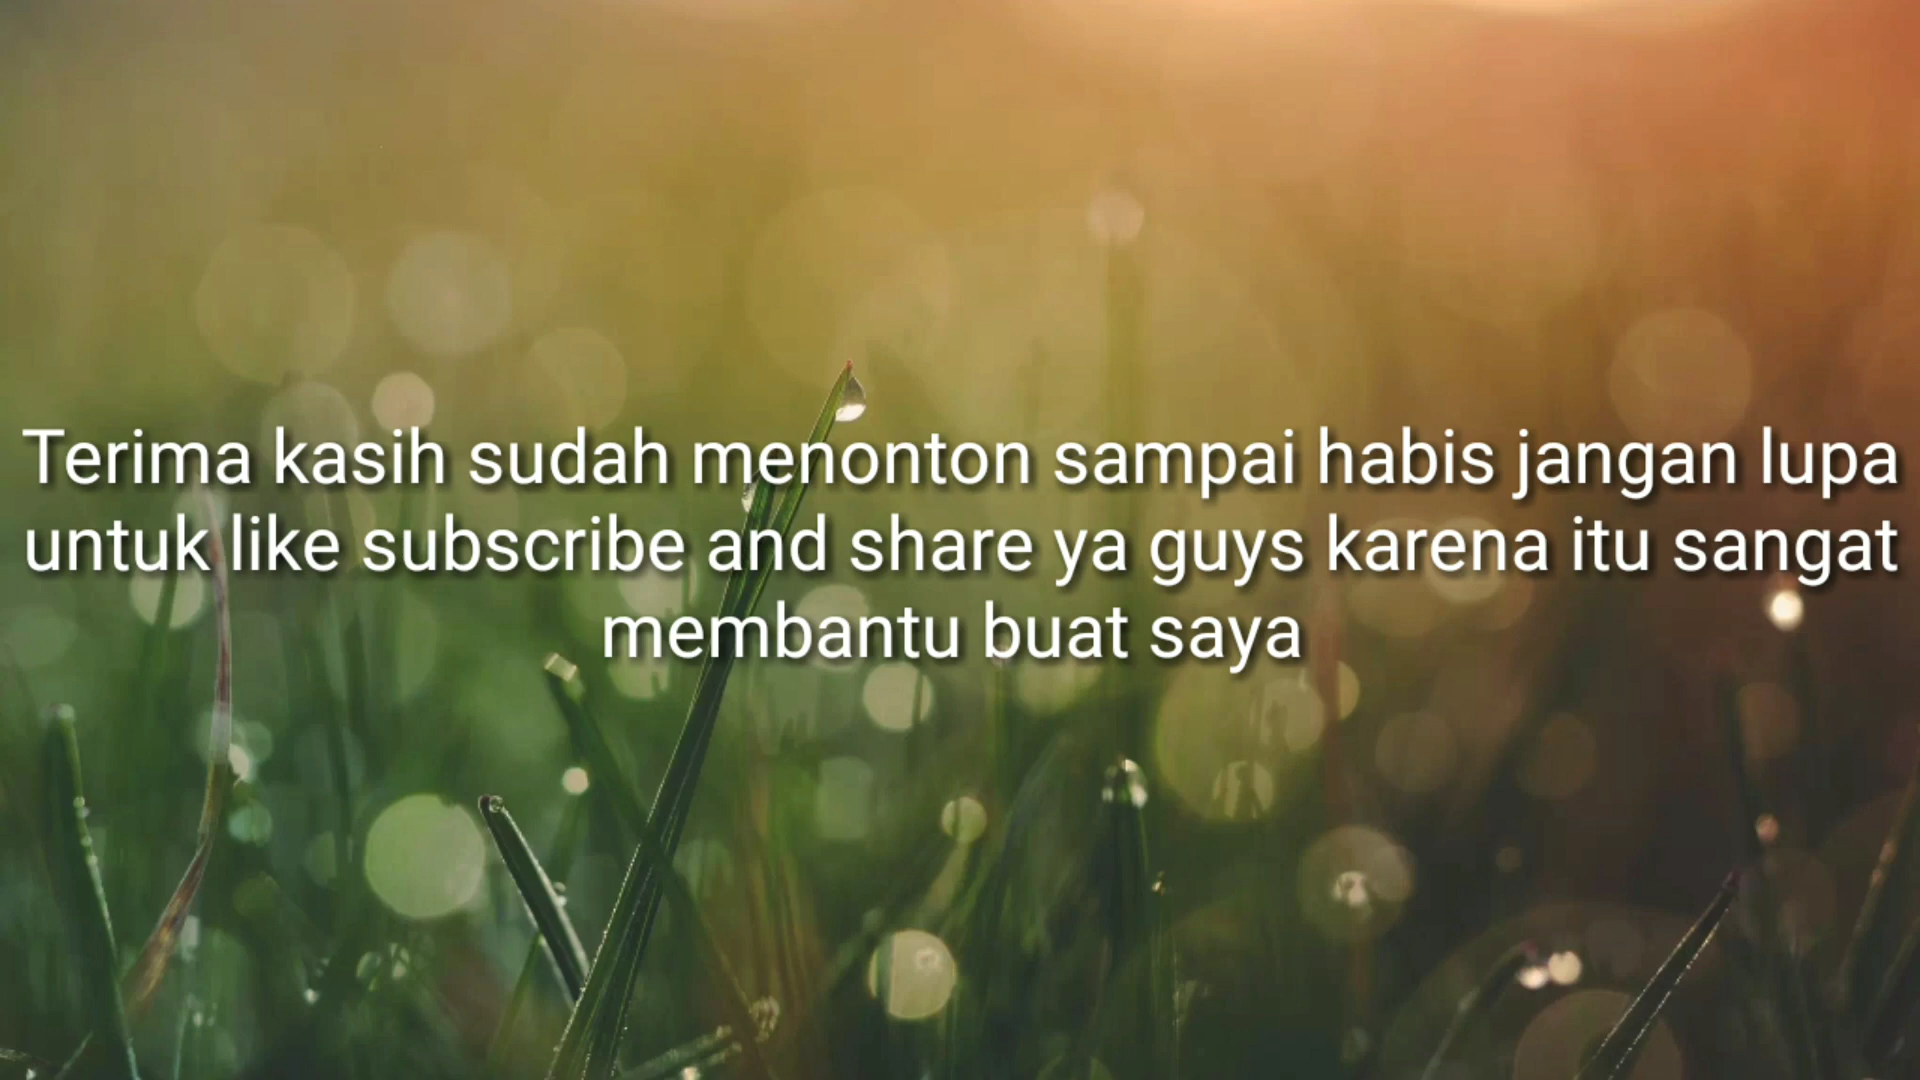 Terima kasih sudah menonton sampai habis jangan lupa
untuk like subscribe and share ya guys karena itu sangat
membantu buat saya